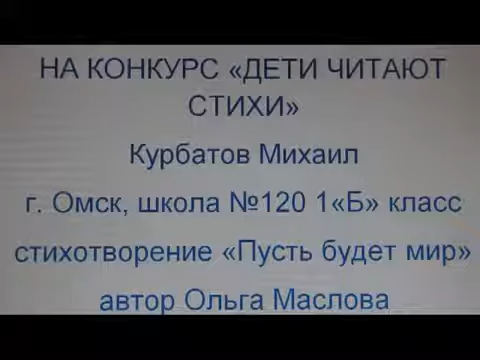 НА КОНКУРС «ДЕТИ ЧИТАЮТ
СТИХИ»
Курбатов Михаил
г. Омск, школа №120 1«Б» класс
стихотворение «Пусть будет мир»
автор Ольга Маслова